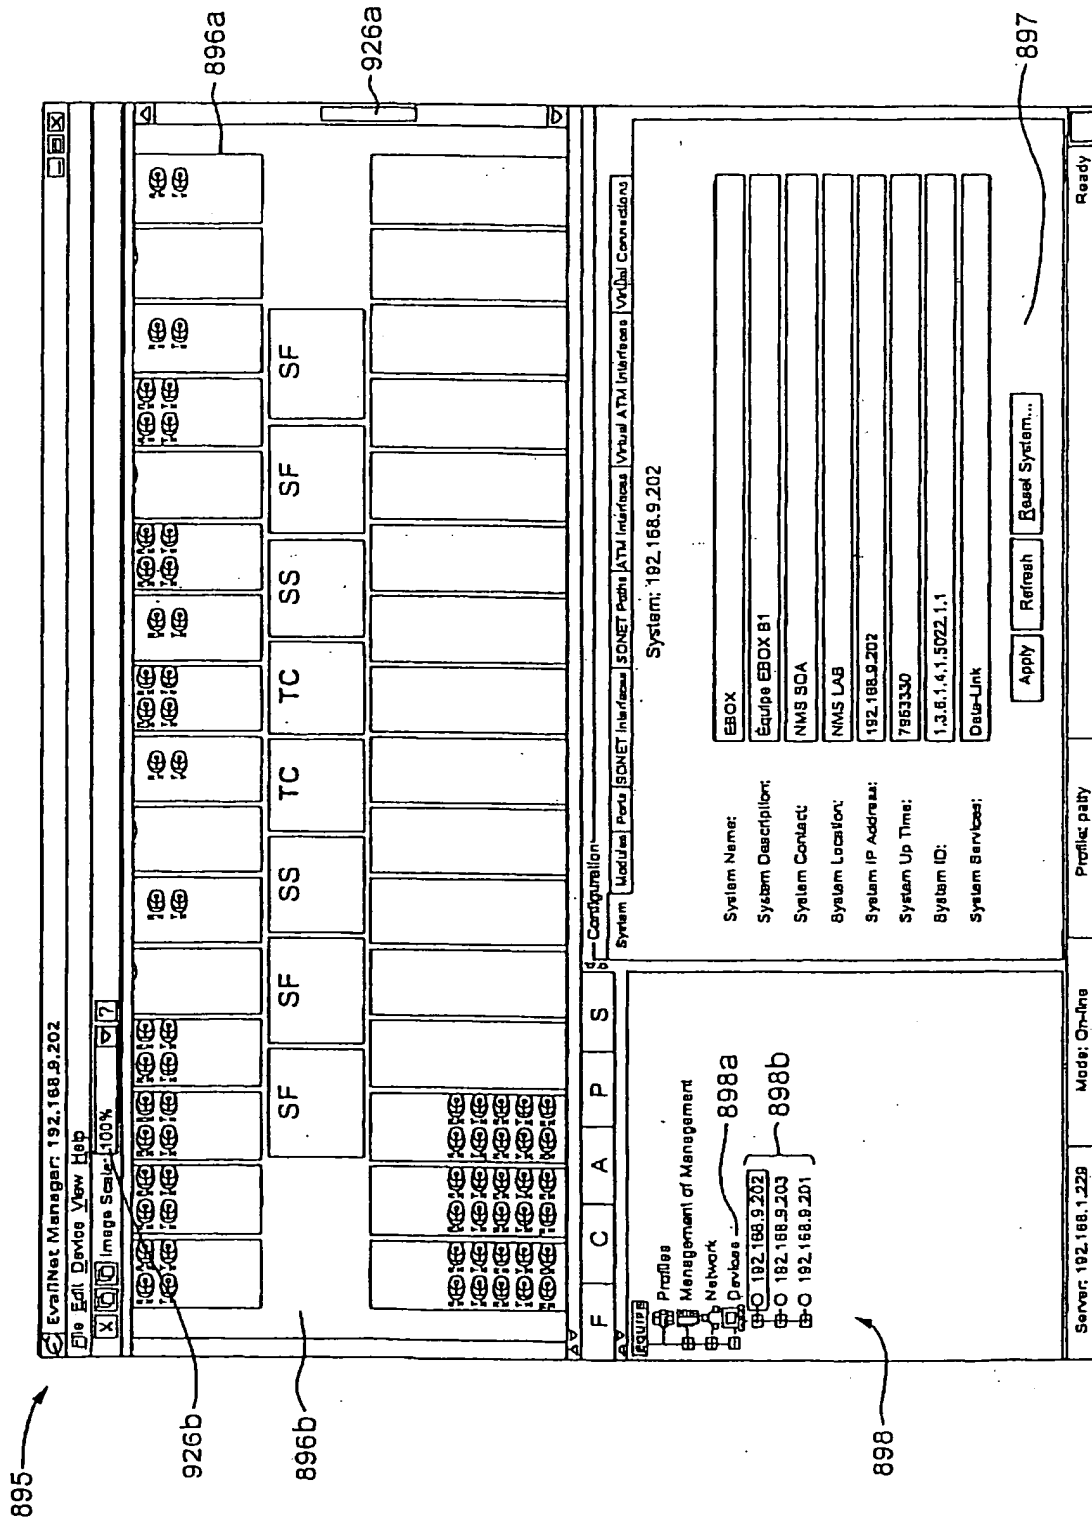 895
EvalNet Manager: 192.168.9.202
File Edit Device View Help
Image Scale: 100% ?
926b
896b
896a
926a
SF SF SS TC TC SS SF SF
F C A P S
EQUIPE
Profiles
Management of Management
Network
Devices
898a
192.168.9.202
192.168.9.203
192.168.9.201
898b
898
Configuration
System Modules Ports SONET Interfaces SONET Paths ATM Interfaces Virtual ATM Interfaces Virtual Connections
System: 192.168.9.202
System Name: EBOX
System Description: Équipe EBOX B1
System Contact: NMS SQA
System Location: NMS LAB
System IP Address: 192.168.9.202
System Up Time: 7963330
System ID: 1.3.6.1.4.1.5022.1.1
System Services: Data-Link
Apply Refresh Reset System...
897
Server: 192.168.1.229 Mode: On-line Profile: patty Ready